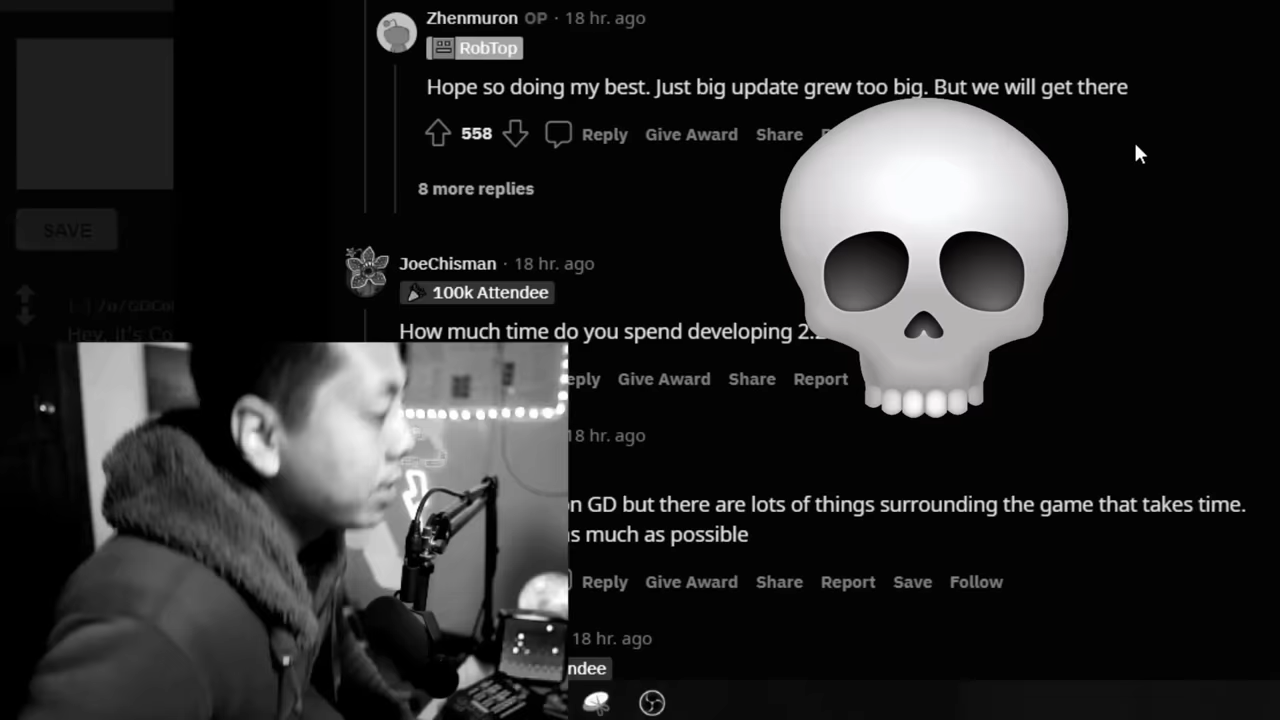 Zhenmuron OP · 18 hr. ago
RobTop
Hope so doing my best. Just big update grew too big. But we will get there
558 Reply Give Award Share
8 more replies
SAVE
JoeChisman · 18 hr. ago
100k Attendee
How much time do you spend developing
Give Award Share Report
18 hr. ago
on GD but there are lots of things surrounding the game that takes time.
as much as possible
Reply Give Award Share Report Save Follow
18 hr. ago